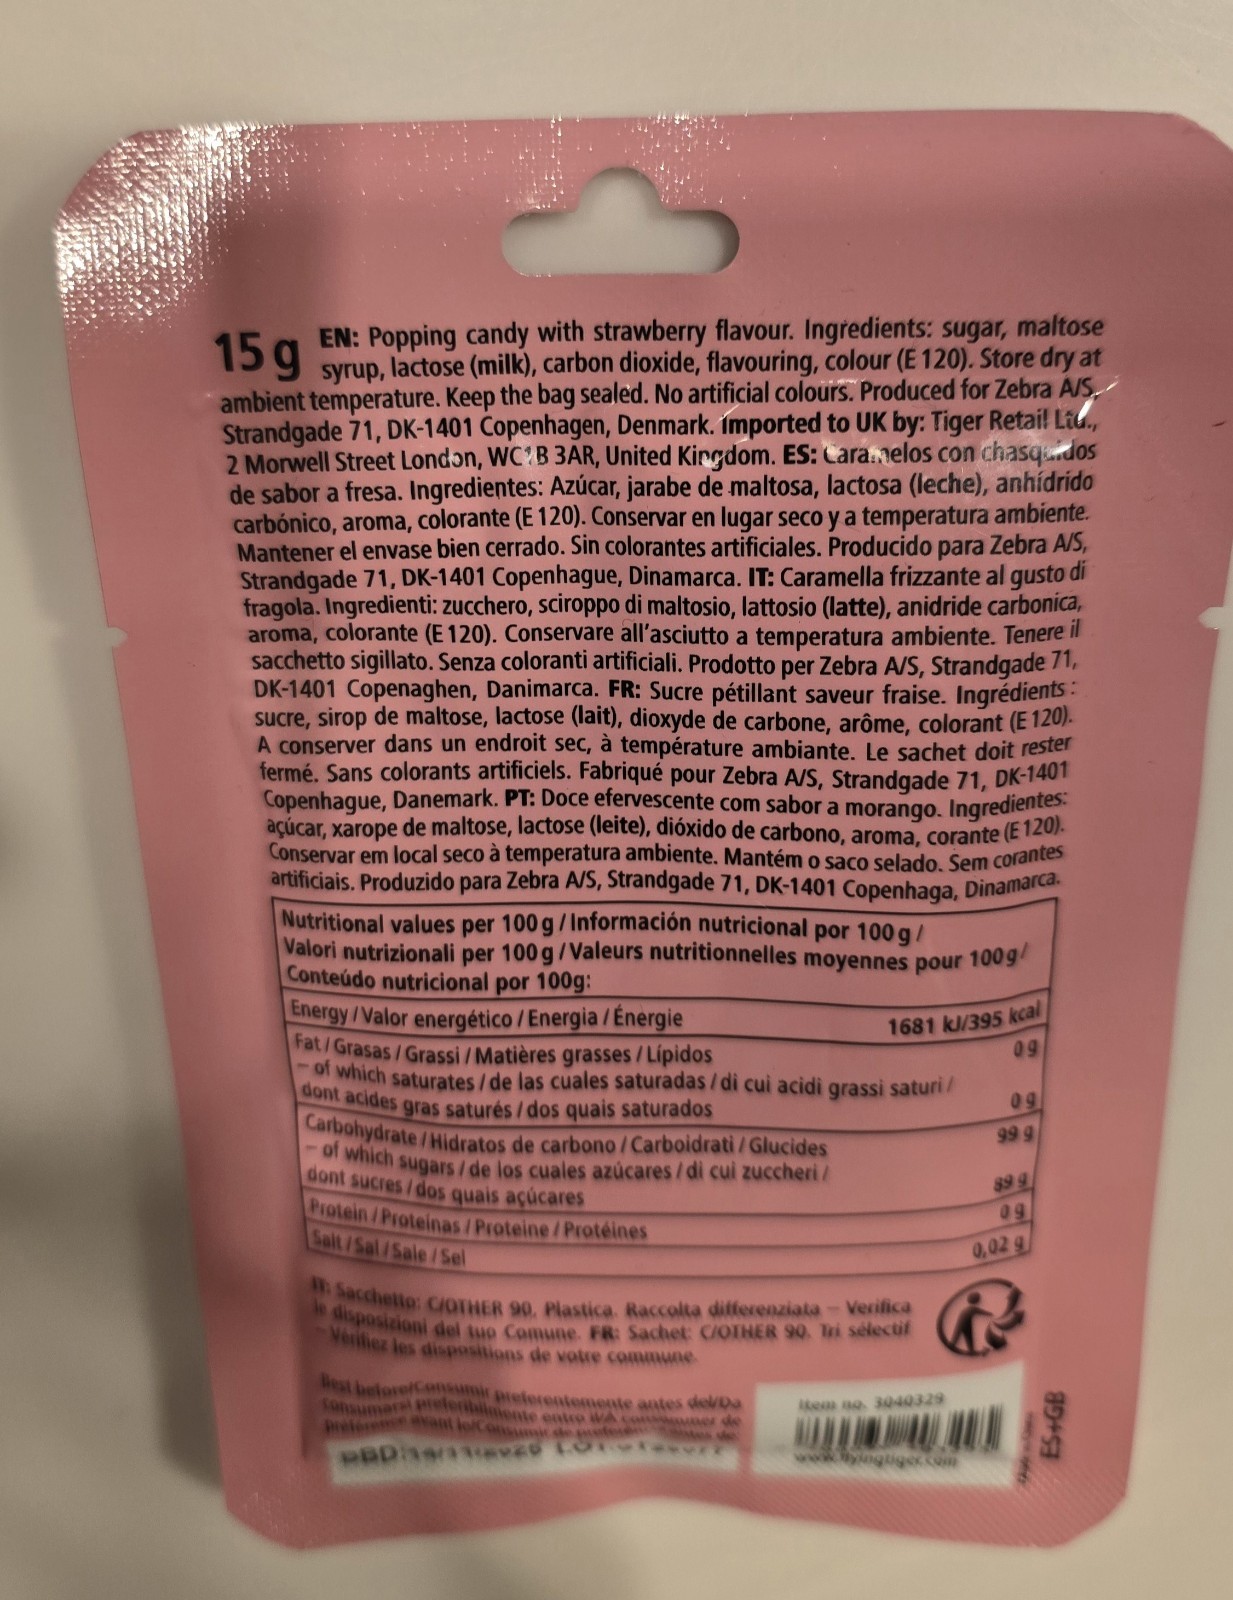 15 g
EN: Popping candy with strawberry flavour. Ingredients: sugar, maltose
syrup, lactose (milk), carbon dioxide, flavouring, colour (E 120). Store dry at
ambient temperature. Keep the bag sealed. No artificial colours. Produced for Zebra A/S,
Strandgade 71, DK-1401 Copenhagen, Denmark. Imported to UK by: Tiger Retail Ltd.,
2 Morwell Street London, WC1B 3AR, United Kingdom. ES: Caramelos con chasquidos
de sabor a fresa. Ingredientes: Azúcar, jarabe de maltosa, lactosa (leche), anhídrido
carbónico, aroma, colorante (E 120). Conservar en lugar seco y a temperatura ambiente.
Mantener el envase bien cerrado. Sin colorantes artificiales. Producido para Zebra A/S,
Strandgade 71, DK-1401 Copenhague, Dinamarca. IT: Caramella frizzante al gusto di
fragola. Ingredienti: zucchero, sciroppo di maltosio, lattosio (latte), anidride carbonica,
aroma, colorante (E 120). Conservare all'asciutto a temperatura ambiente. Tenere il
sacchetto sigillato. Senza coloranti artificiali. Prodotto per Zebra A/S, Strandgade 71,
DK-1401 Copenaghen, Danimarca. FR: Sucre pétillant saveur fraise. Ingrédients :
sucre, sirop de maltose, lactose (lait), dioxyde de carbone, arôme, colorant (E 120).
A conserver dans un endroit sec, à température ambiante. Le sachet doit rester
fermé. Sans colorants artificiels. Fabriqué pour Zebra A/S, Strandgade 71, DK-1401
Copenhague, Danemark. PT: Doce efervescente com sabor a morango. Ingredientes:
açúcar, xarope de maltose, lactose (leite), dióxido de carbono, aroma, corante (E 120).
Conservar em local seco à temperatura ambiente. Mantém o saco selado. Sem corantes
artificiais. Produzido para Zebra A/S, Strandgade 71, DK-1401 Copenhaga, Dinamarca.
Nutritional values per 100 g / Información nutricional por 100 g /
Valori nutrizionali per 100 g / Valeurs nutritionnelles moyennes pour 100 g/
Conteúdo nutricional por 100g:
Energy / Valor energético / Energia / Énergie 1681 kJ/395 kcal
Fat / Grasas / Grassi / Matières grasses / Lípidos 0 g
– of which saturates / de las cuales saturadas / di cui acidi grassi saturi /
dont acides gras saturés / dos quais saturados 0 g
Carbohydrate / Hidratos de carbono / Carboidrati / Glucides 99 g
– of which sugars / de los cuales azúcares / di cui zuccheri /
dont sucres / dos quais açúcares 89 g
Protein / Proteínas / Proteine / Protéines 0 g
Salt / Sal / Sale / Sel 0,02 g
IT: Sacchetto: C/OTHER 90, Plastica. Raccolta differenziata – Verifica
le disposizioni del tuo Comune. FR: Sachet: C/OTHER 90. Tri sélectif
– Vérifiez les dispositions de votre commune.
Best before/Consumir preferentemente antes del/Da
consumarsi preferibilmente entro
Item no. 3040329
www.flyingtiger.com
ES+GB